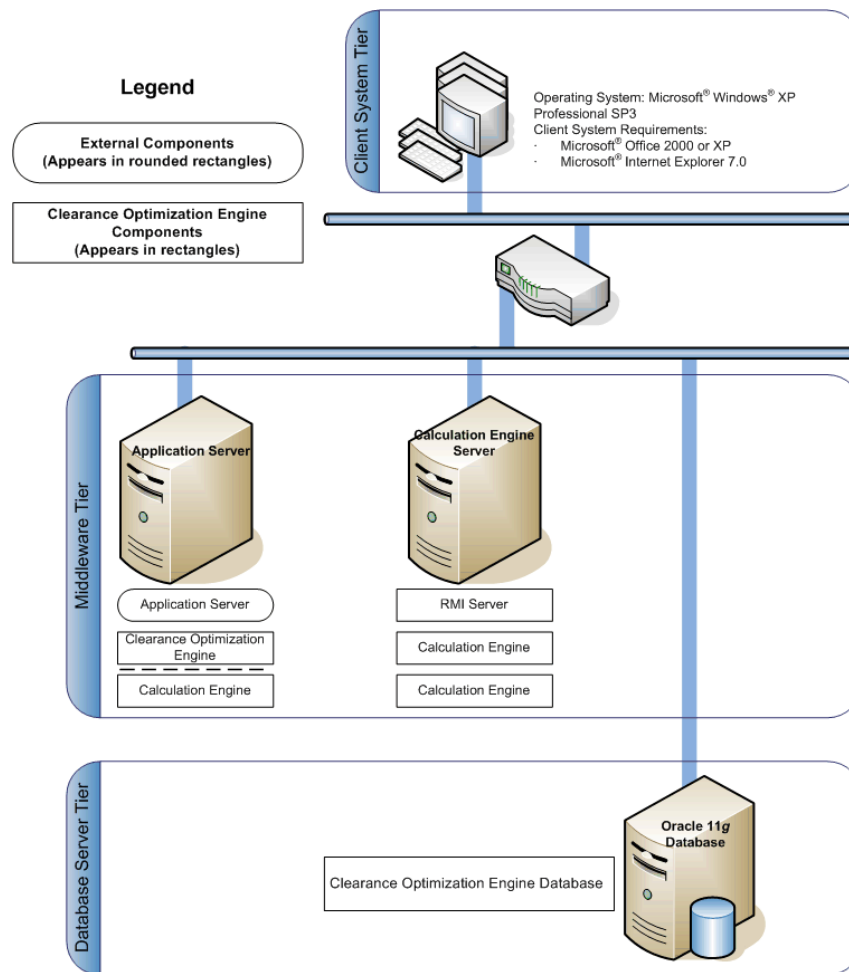 Client System Tier
Legend
External Components
(Appears in rounded rectangles)
Clearance Optimization Engine
Components
(Appears in rectangles)
Operating System: Microsoft® Windows® XP
Professional SP3
Client System Requirements:
· Microsoft® Office 2000 or XP
· Microsoft® Internet Explorer 7.0
Middleware Tier
Application Server
Calculation Engine
Server
Application Server
Clearance Optimization
Engine
Calculation Engine
RMI Server
Calculation Engine
Calculation Engine
Database Server Tier
Oracle 11g
Database
Clearance Optimization Engine Database